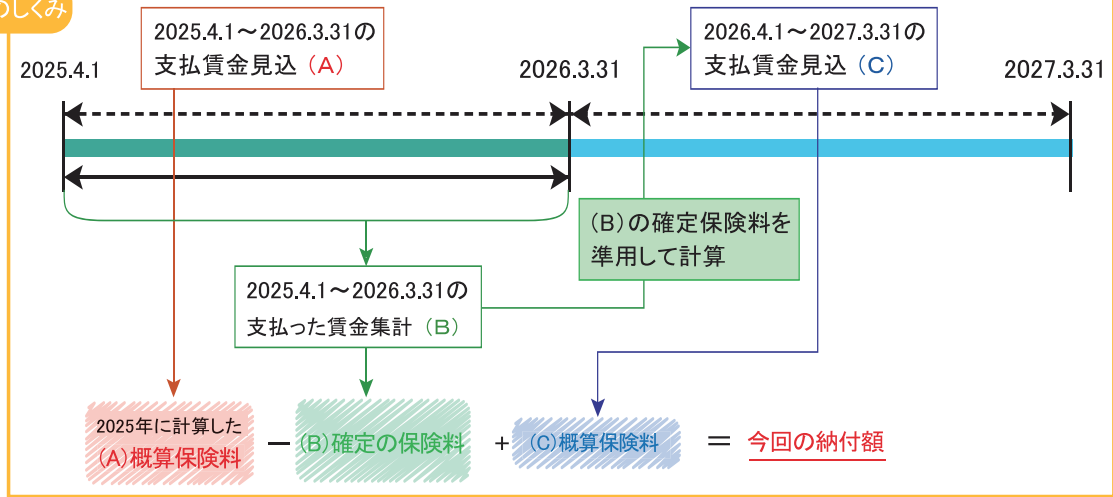 のしくみ
2025.4.1～2026.3.31の
支払賃金見込（A）
2026.4.1～2027.3.31の
支払賃金見込（C）
2025.4.1
2026.3.31
2027.3.31
（B）の確定保険料を
準用して計算
2025.4.1～2026.3.31の
支払った賃金集計（B）
2025年に計算した
（A）概算保険料
－
（B）確定の保険料
+
（C）概算保険料
＝
今回の納付額